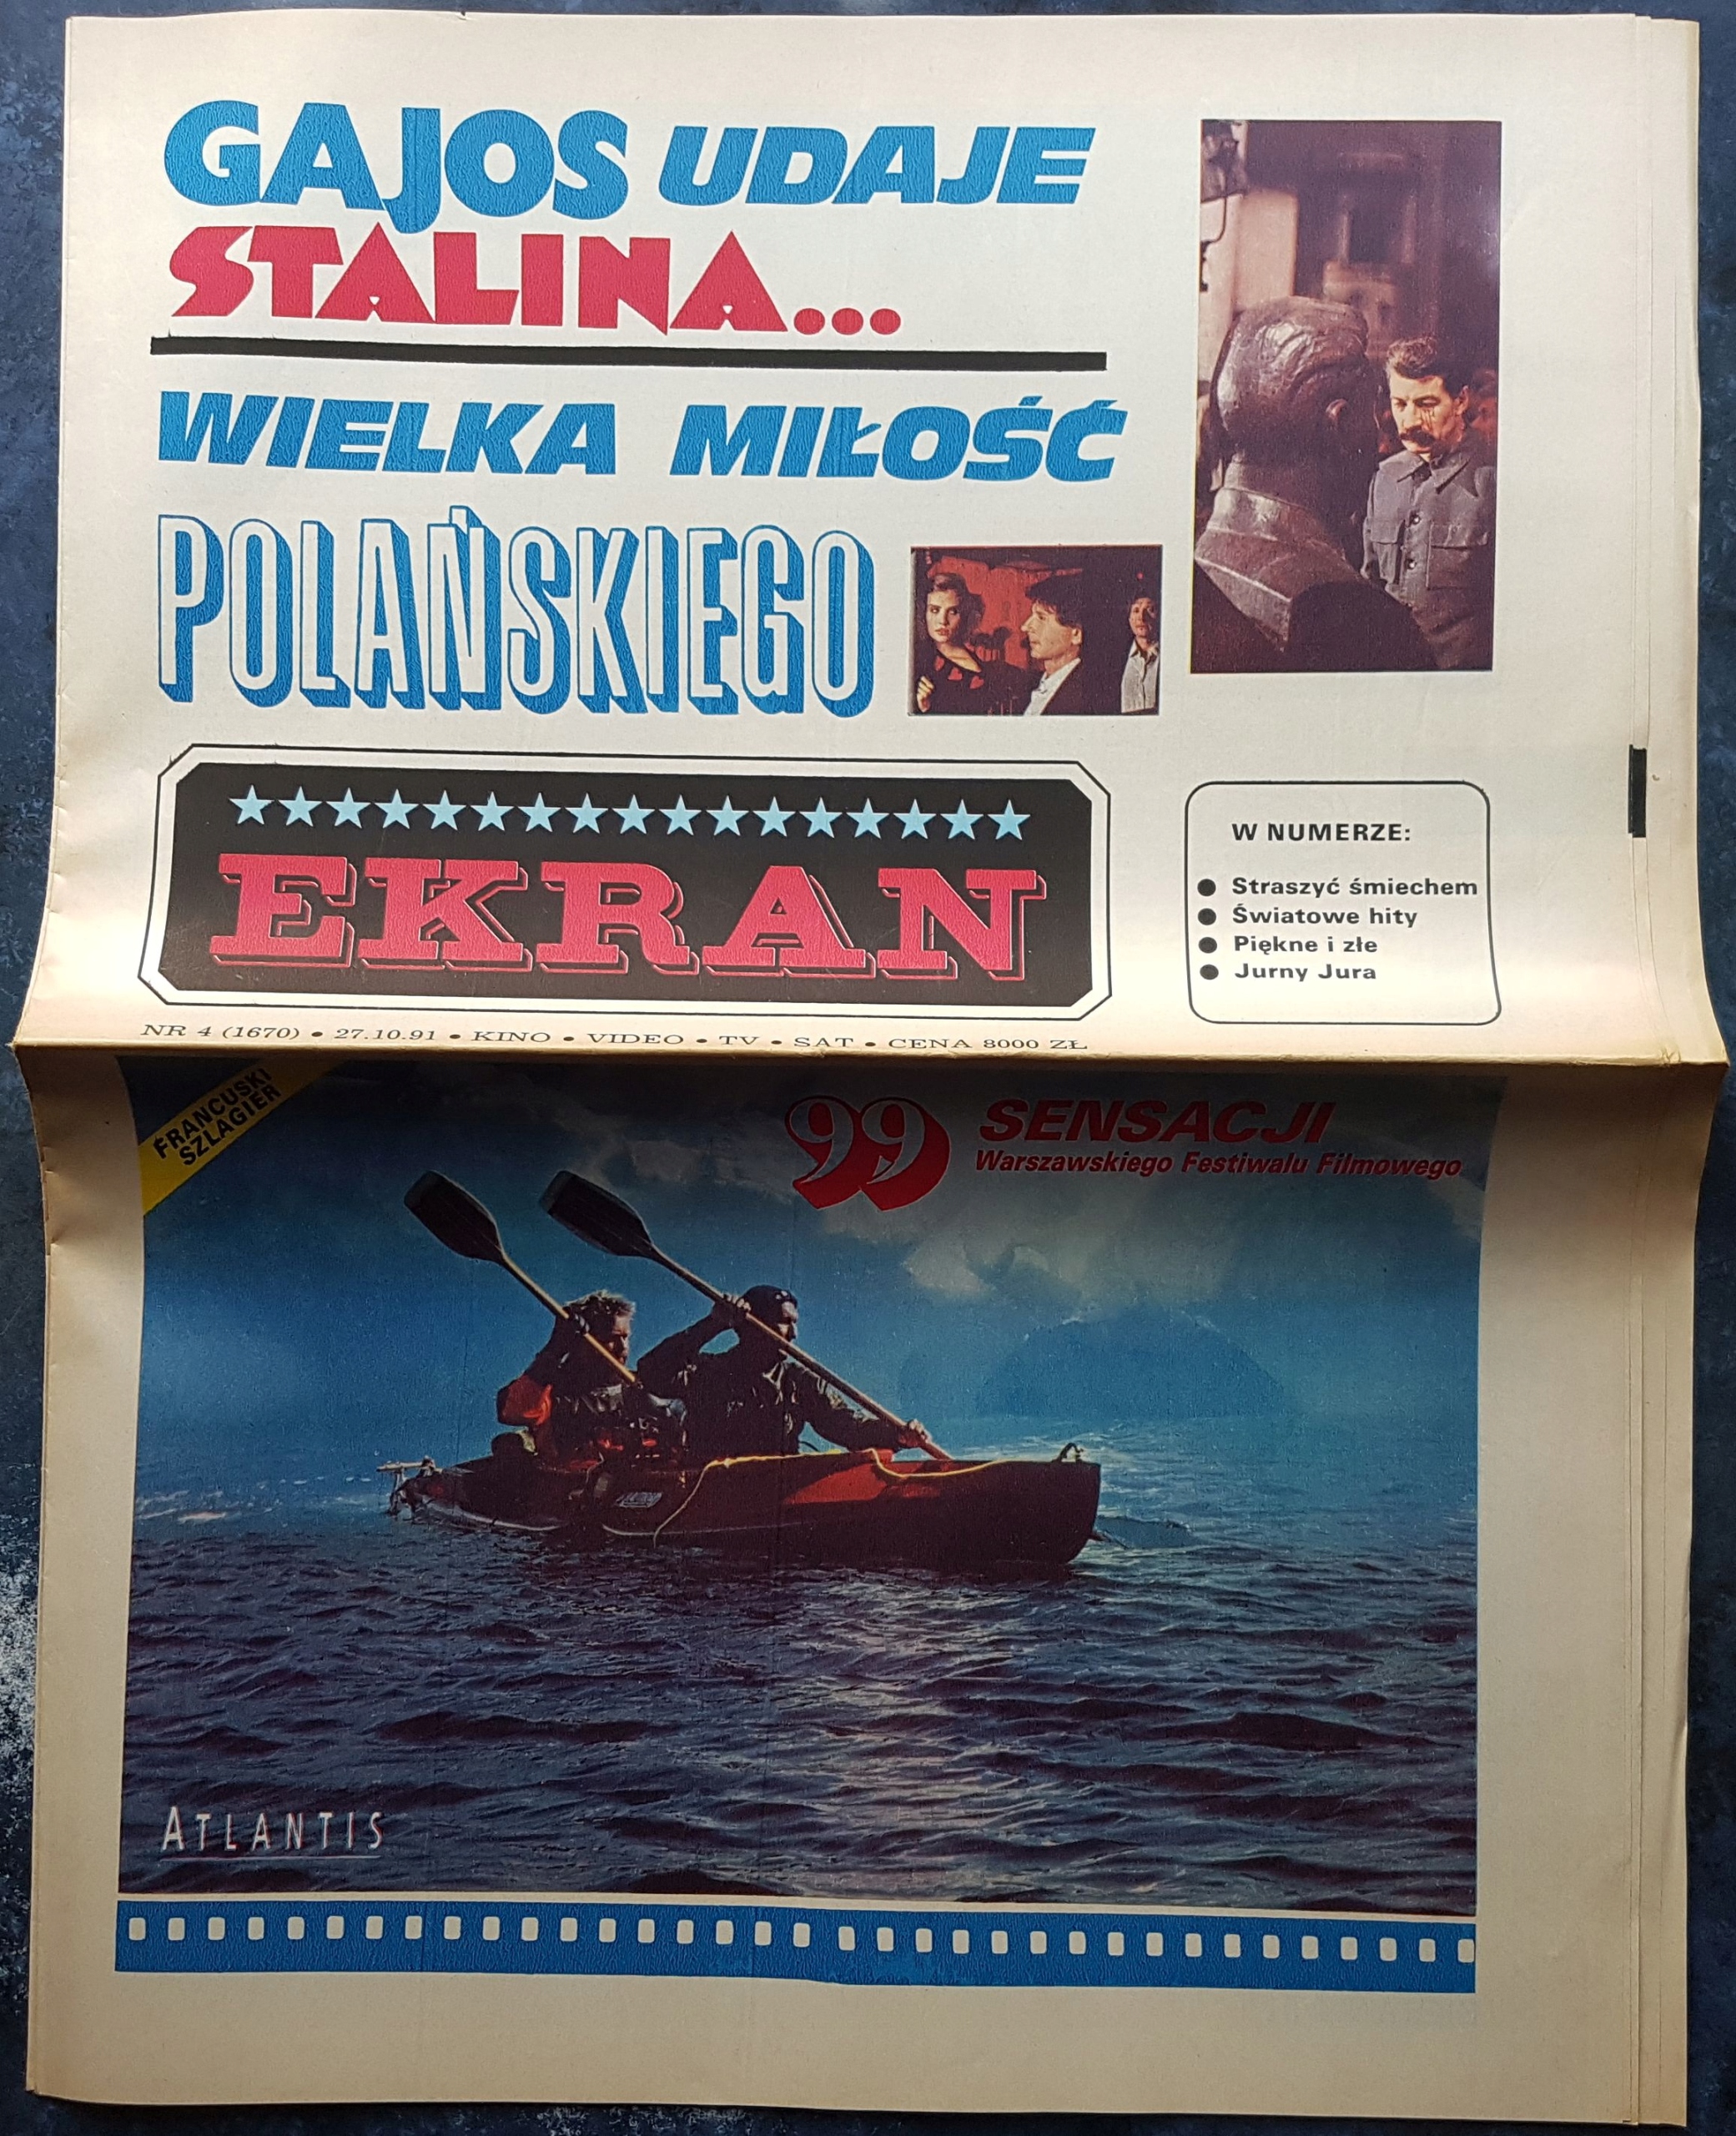 GAJOS UDAJE
STALINA...
WIELKA MIŁOŚĆ
POLAŃSKIEGO
EKRAN
W NUMERZE:
● Straszyć śmiechem
● Światowe hity
● Piękne i złe
● Jurny Jura
NR 4 (1670) • 27.10.91 • KINO • VIDEO • TV • SAT • CENA 8000 ZŁ
FRANCUSKI
SZLAGIER
99 SENSACJI
Warszawskiego Festiwalu Filmowego
ATLANTIS